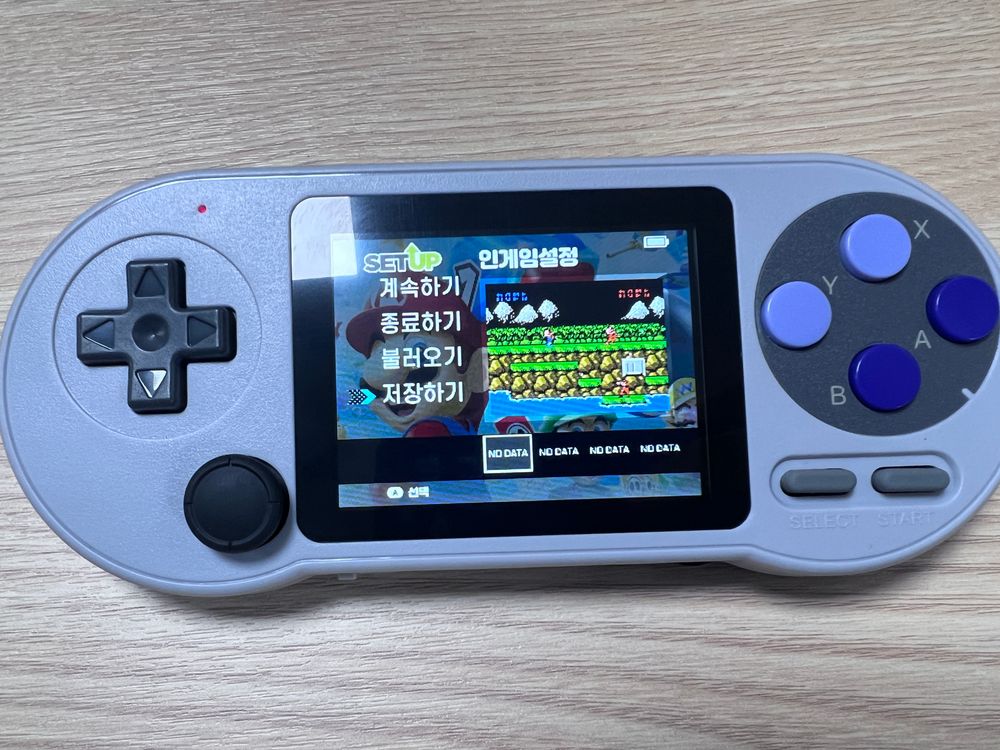 SETUP 인게임설정
계속하기
종료하기
불러오기
저장하기
NO DATA NO DATA NO DATA NO DATA
A 선택
X
Y
A
B
SELECT START